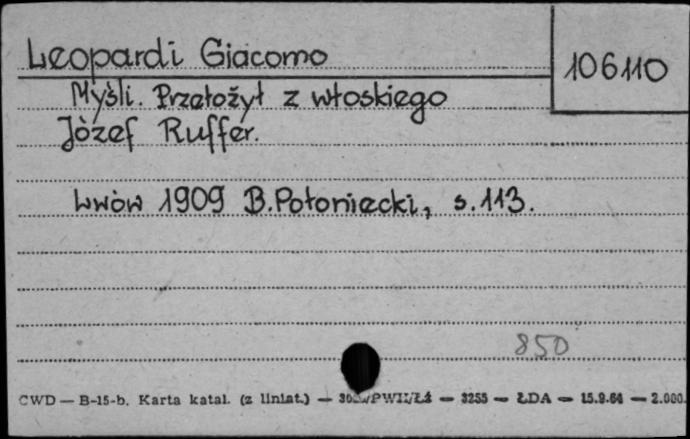 Leopardi Giacomo
106110
Myśli. Przełożył z włoskiego
Józef Ruffer.
Lwów 1909 B.Połoniecki, s.113.
850
CWD — B-15-b. Karta katal. (z liniat.) — 3255 — ŁDA — 15.9.64 — 2.000.